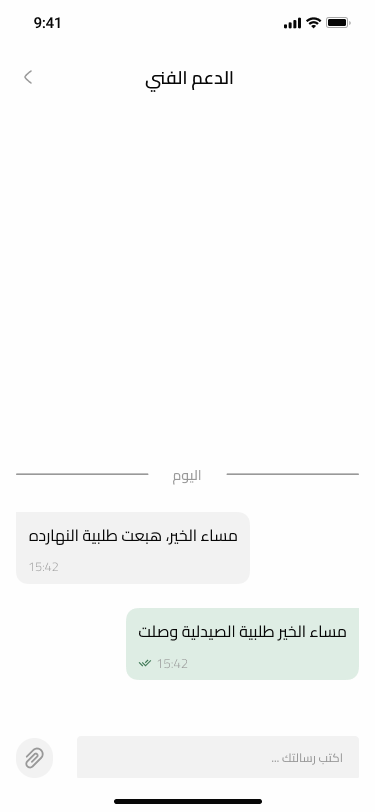 9:41
الدعم الفني
اليوم
مساء الخير، هبعت طلبية النهارده
15:42
مساء الخير طلبية الصيدلية وصلت
15:42
اكتب رسالتك ...